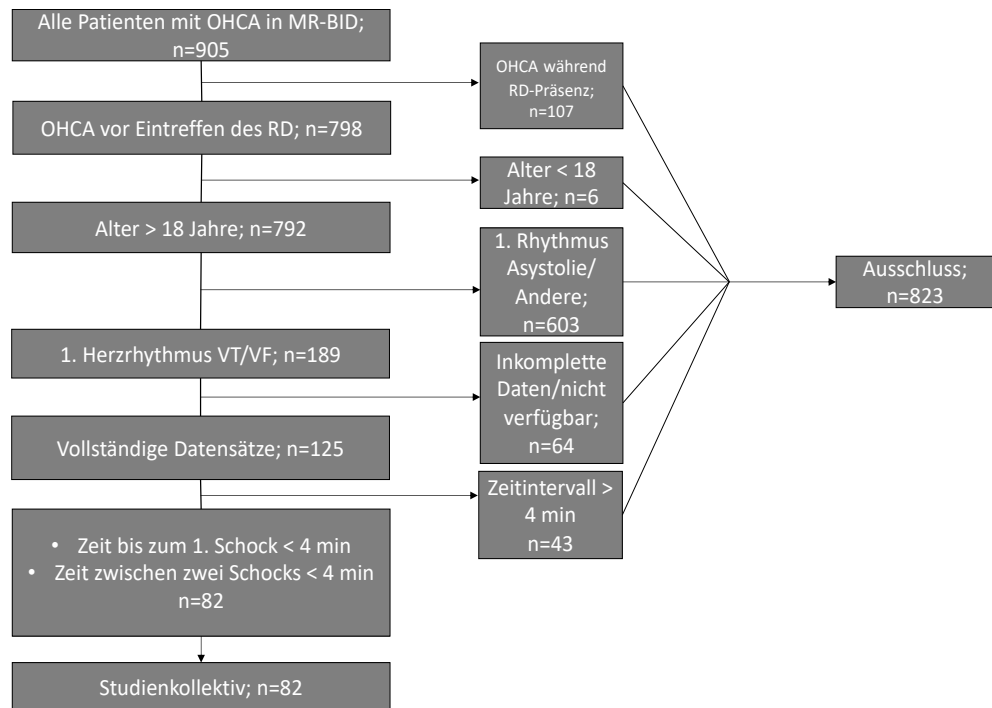 Alle Patienten mit OHCA in MR-BID;
n=905
OHCA während
RD-Präsenz;
n=107
OHCA vor Eintreffen des RD; n=798
Alter < 18
Jahre; n=6
Alter > 18 Jahre; n=792
1. Rhythmus
Asystolie/
Andere;
n=603
Ausschluss;
n=823
1. Herzrhythmus VT/VF; n=189
Inkomplette
Daten/nicht
verfügbar;
n=64
Vollständige Datensätze; n=125
Zeitintervall >
4 min
n=43
• Zeit bis zum 1. Schock < 4 min
• Zeit zwischen zwei Schocks < 4 min
n=82
Studienkollektiv; n=82